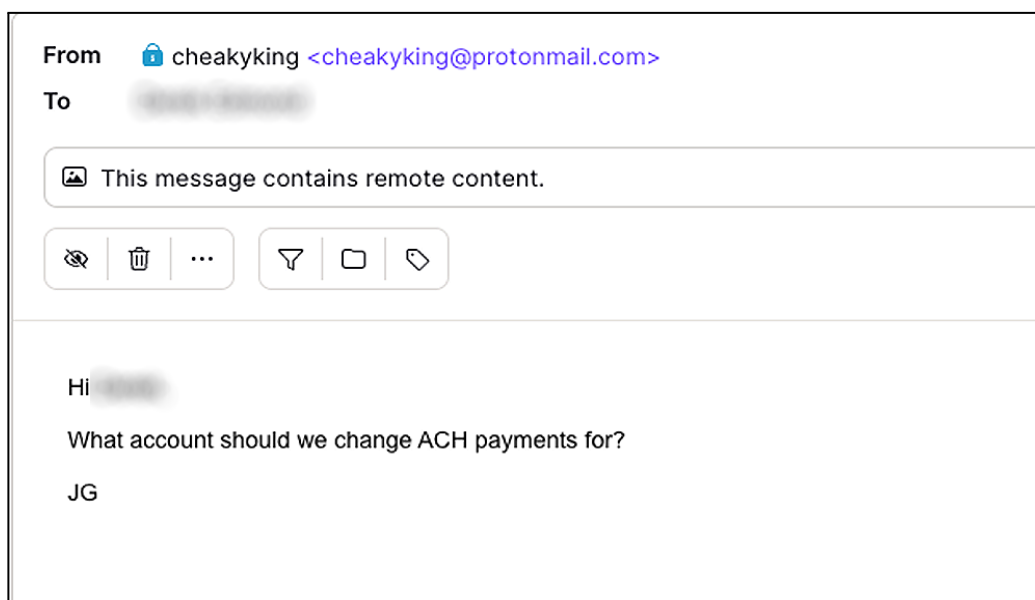 From cheakyking <cheakyking@protonmail.com>
To
This message contains remote content.
Hi
What account should we change ACH payments for?
JG